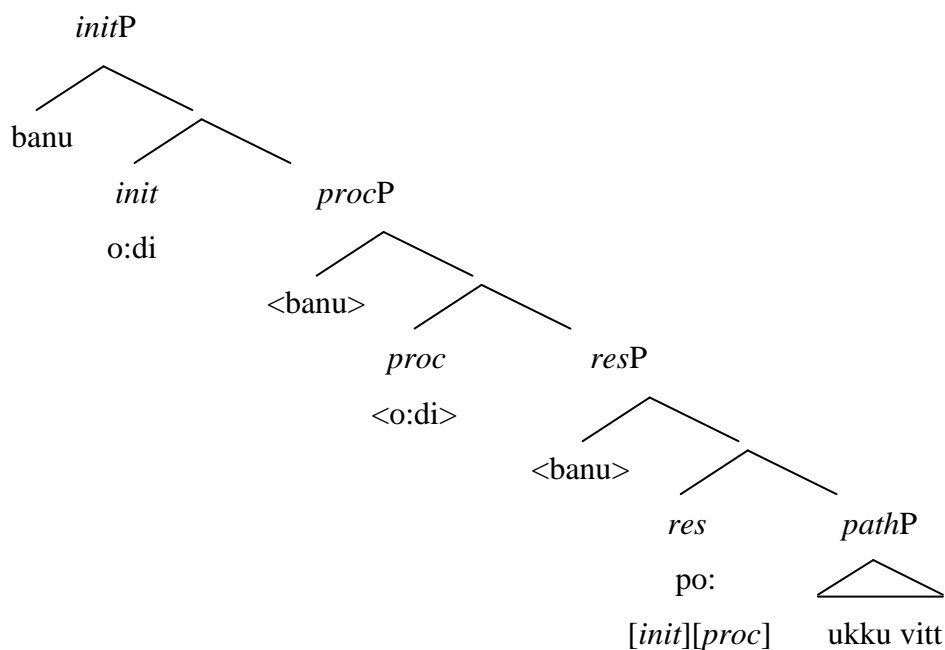 initP
banu
init procP
o:di
<banu>
proc resP
<o:di>
<banu>
res pathP
po:
[init][proc] ukku vitt